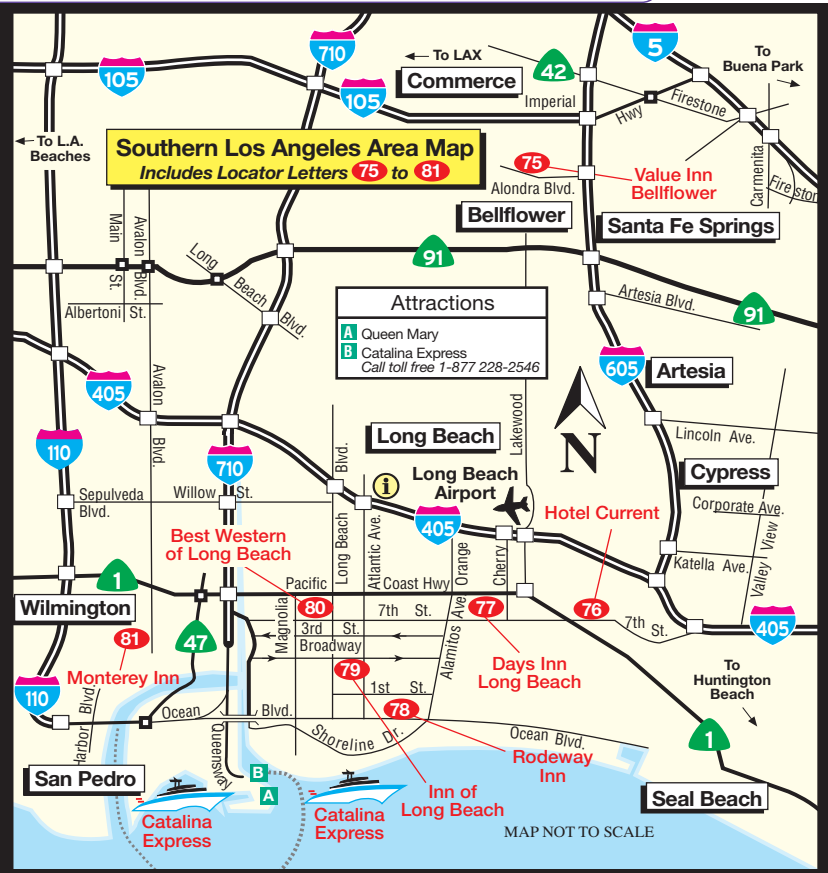 710
5
105
← To LAX
42
To
Buena Park
Commerce
105
Imperial
Hwy
Firestone
← To L.A.
Beaches
Southern Los Angeles Area Map
Includes Locator Letters 75 to 81
75
Alondra Blvd.
Value Inn
Bellflower
Carmenita
Firestone
Main
St.
Avalon
Blvd.
Bellflower
Santa Fe Springs
Long
Beach
Blvd.
91
Albertoni St.
Attractions
A Queen Mary
B Catalina Express
Call toll free 1-877 228-2546
Artesia Blvd.
91
605
Artesia
405
Avalon
Blvd.
Lakewood
N
110
710
Long Beach
Lincoln Ave.
Cypress
Blvd.
i
Long Beach
Airport
Sepulveda
Blvd.
Willow St.
405
Hotel Current
Corporate Ave.
Valley View
Best Western
of Long Beach
Long Beach
Atlantic Ave.
Orange
Cherry
Katella Ave.
1
Pacific
Coast Hwy
Wilmington
80
7th St.
77
76
7th
St.
405
81
47
Magnolia
3rd St.
Broadway
Alamitos Ave.
Monterey Inn
79
Days Inn
Long Beach
110
1st St.
To
Huntington
Beach
Harbor Blvd.
Ocean
Blvd.
78
Queensway
Shoreline Dr.
Ocean Blvd.
1
San Pedro
B
A
Rodeway
Inn
Inn of
Long Beach
Seal Beach
Catalina
Express
Catalina
Express
MAP NOT TO SCALE